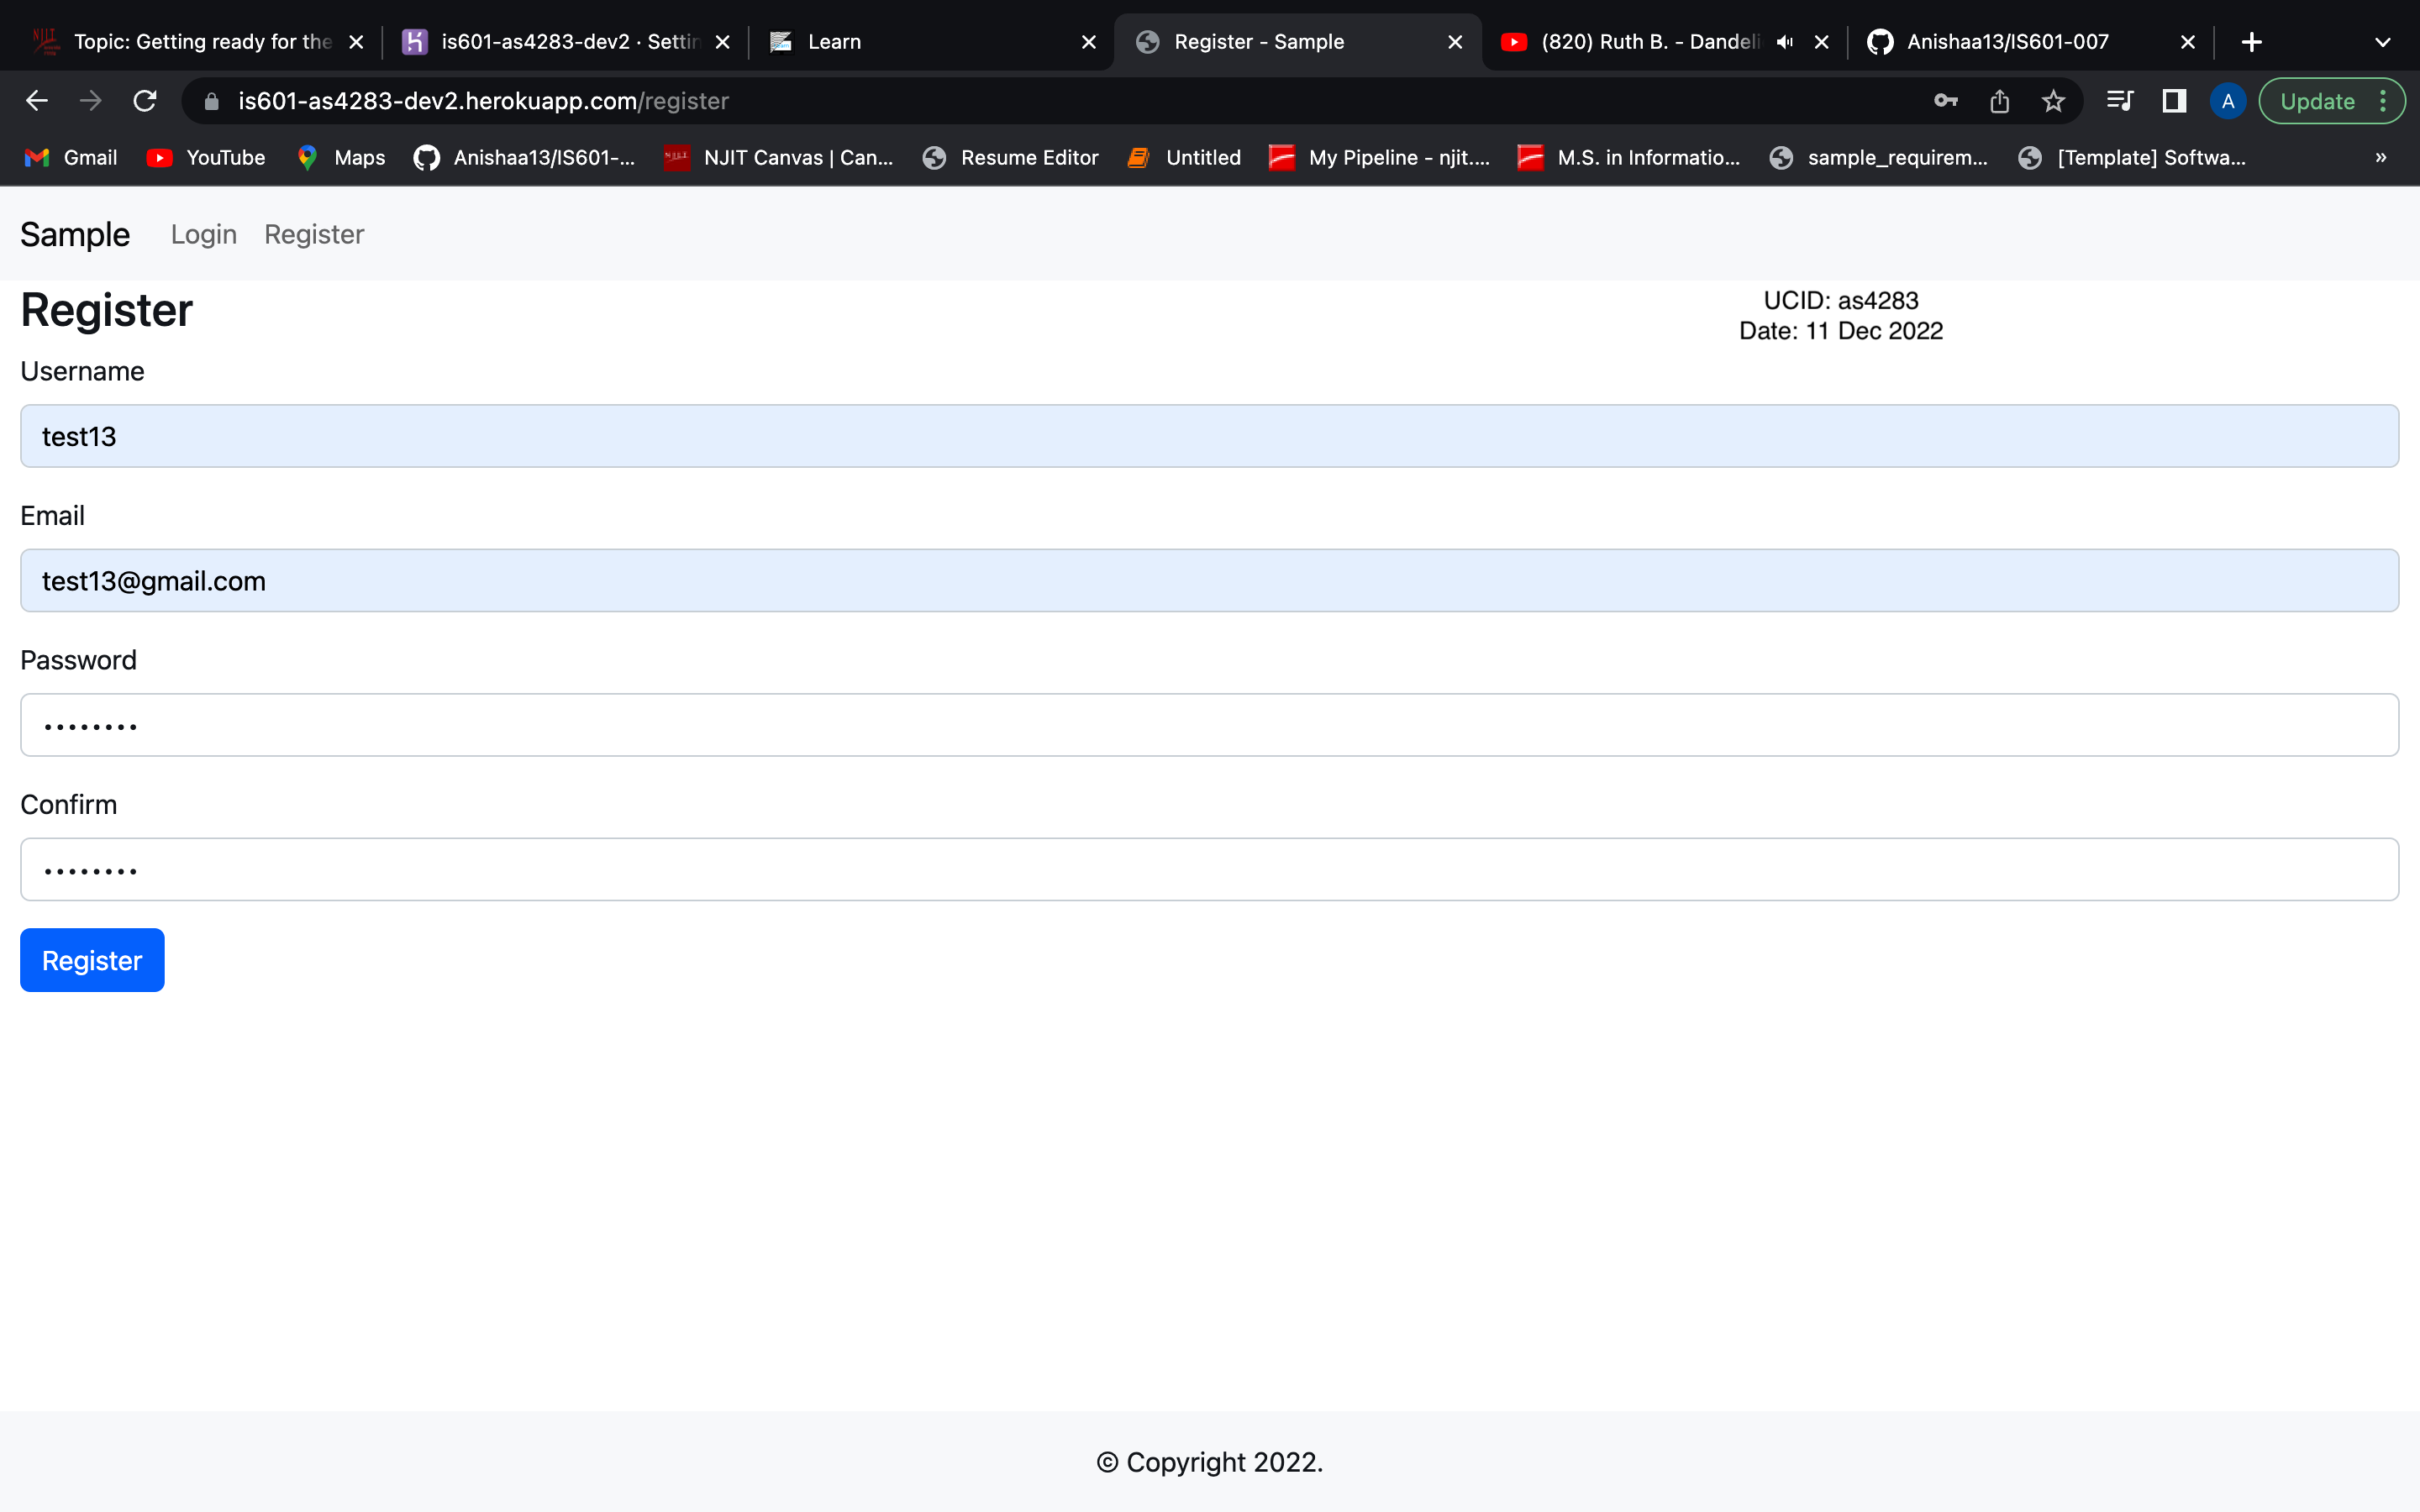 Topic: Getting ready for the
is601-as4283-dev2 · Settin
Learn
Register - Sample
(820) Ruth B. - Dandeli
Anishaa13/IS601-007
is601-as4283-dev2.herokuapp.com/register
A
Update
Gmail
YouTube
Maps
Anishaa13/IS601-...
NJIT Canvas | Can...
Resume Editor
Untitled
My Pipeline - njit....
M.S. in Informatio...
sample_requirem...
[Template] Softwa...
»
Sample
Login
Register
Register
UCID: as4283
Date: 11 Dec 2022
Username
test13
Email
test13@gmail.com
Password
••••••••
Confirm
••••••••
Register
© Copyright 2022.